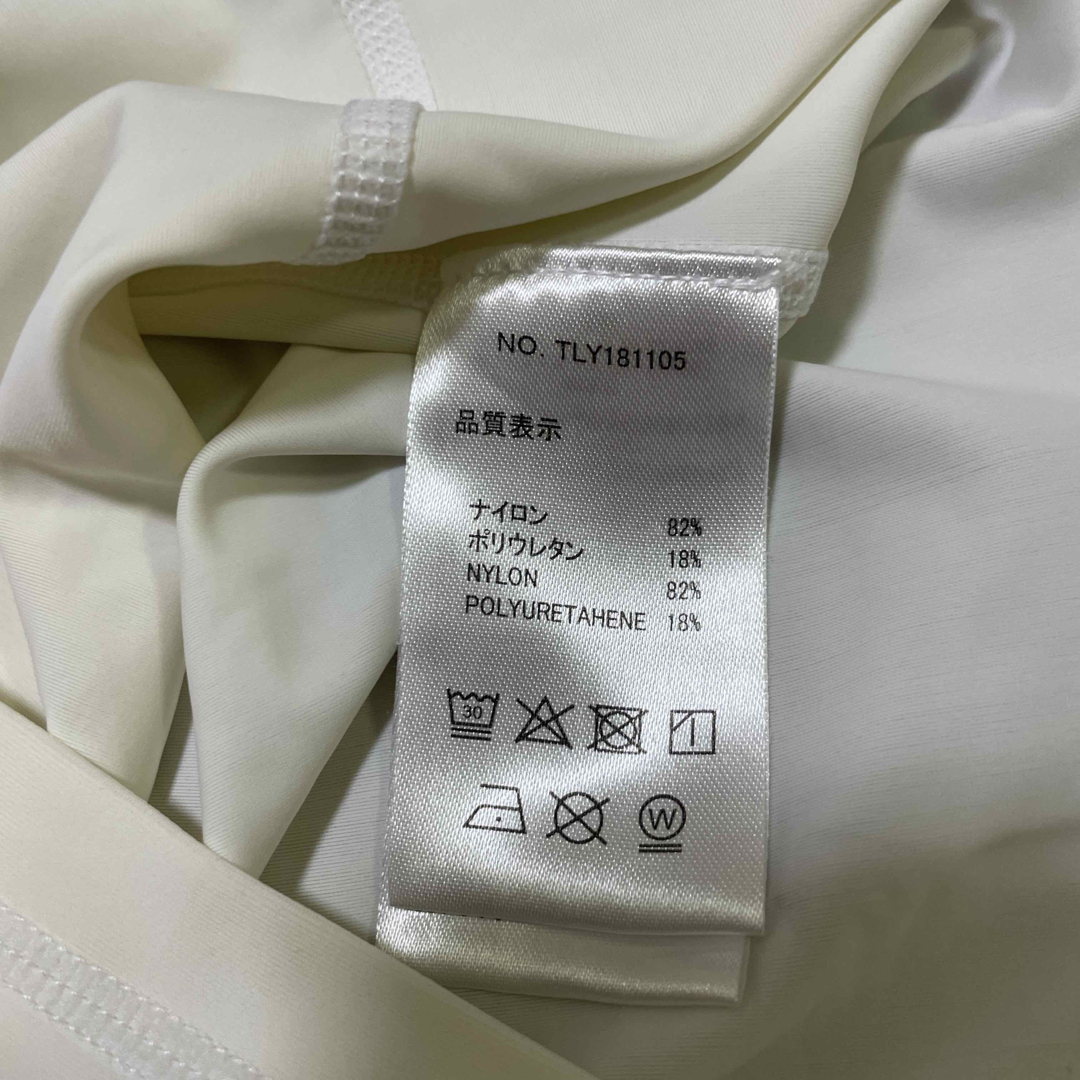 NO. TLY181105
品質表示
ナイロン 82%
ポリウレタン 18%
NYLON 82%
POLYURETAHENE 18%
30
W